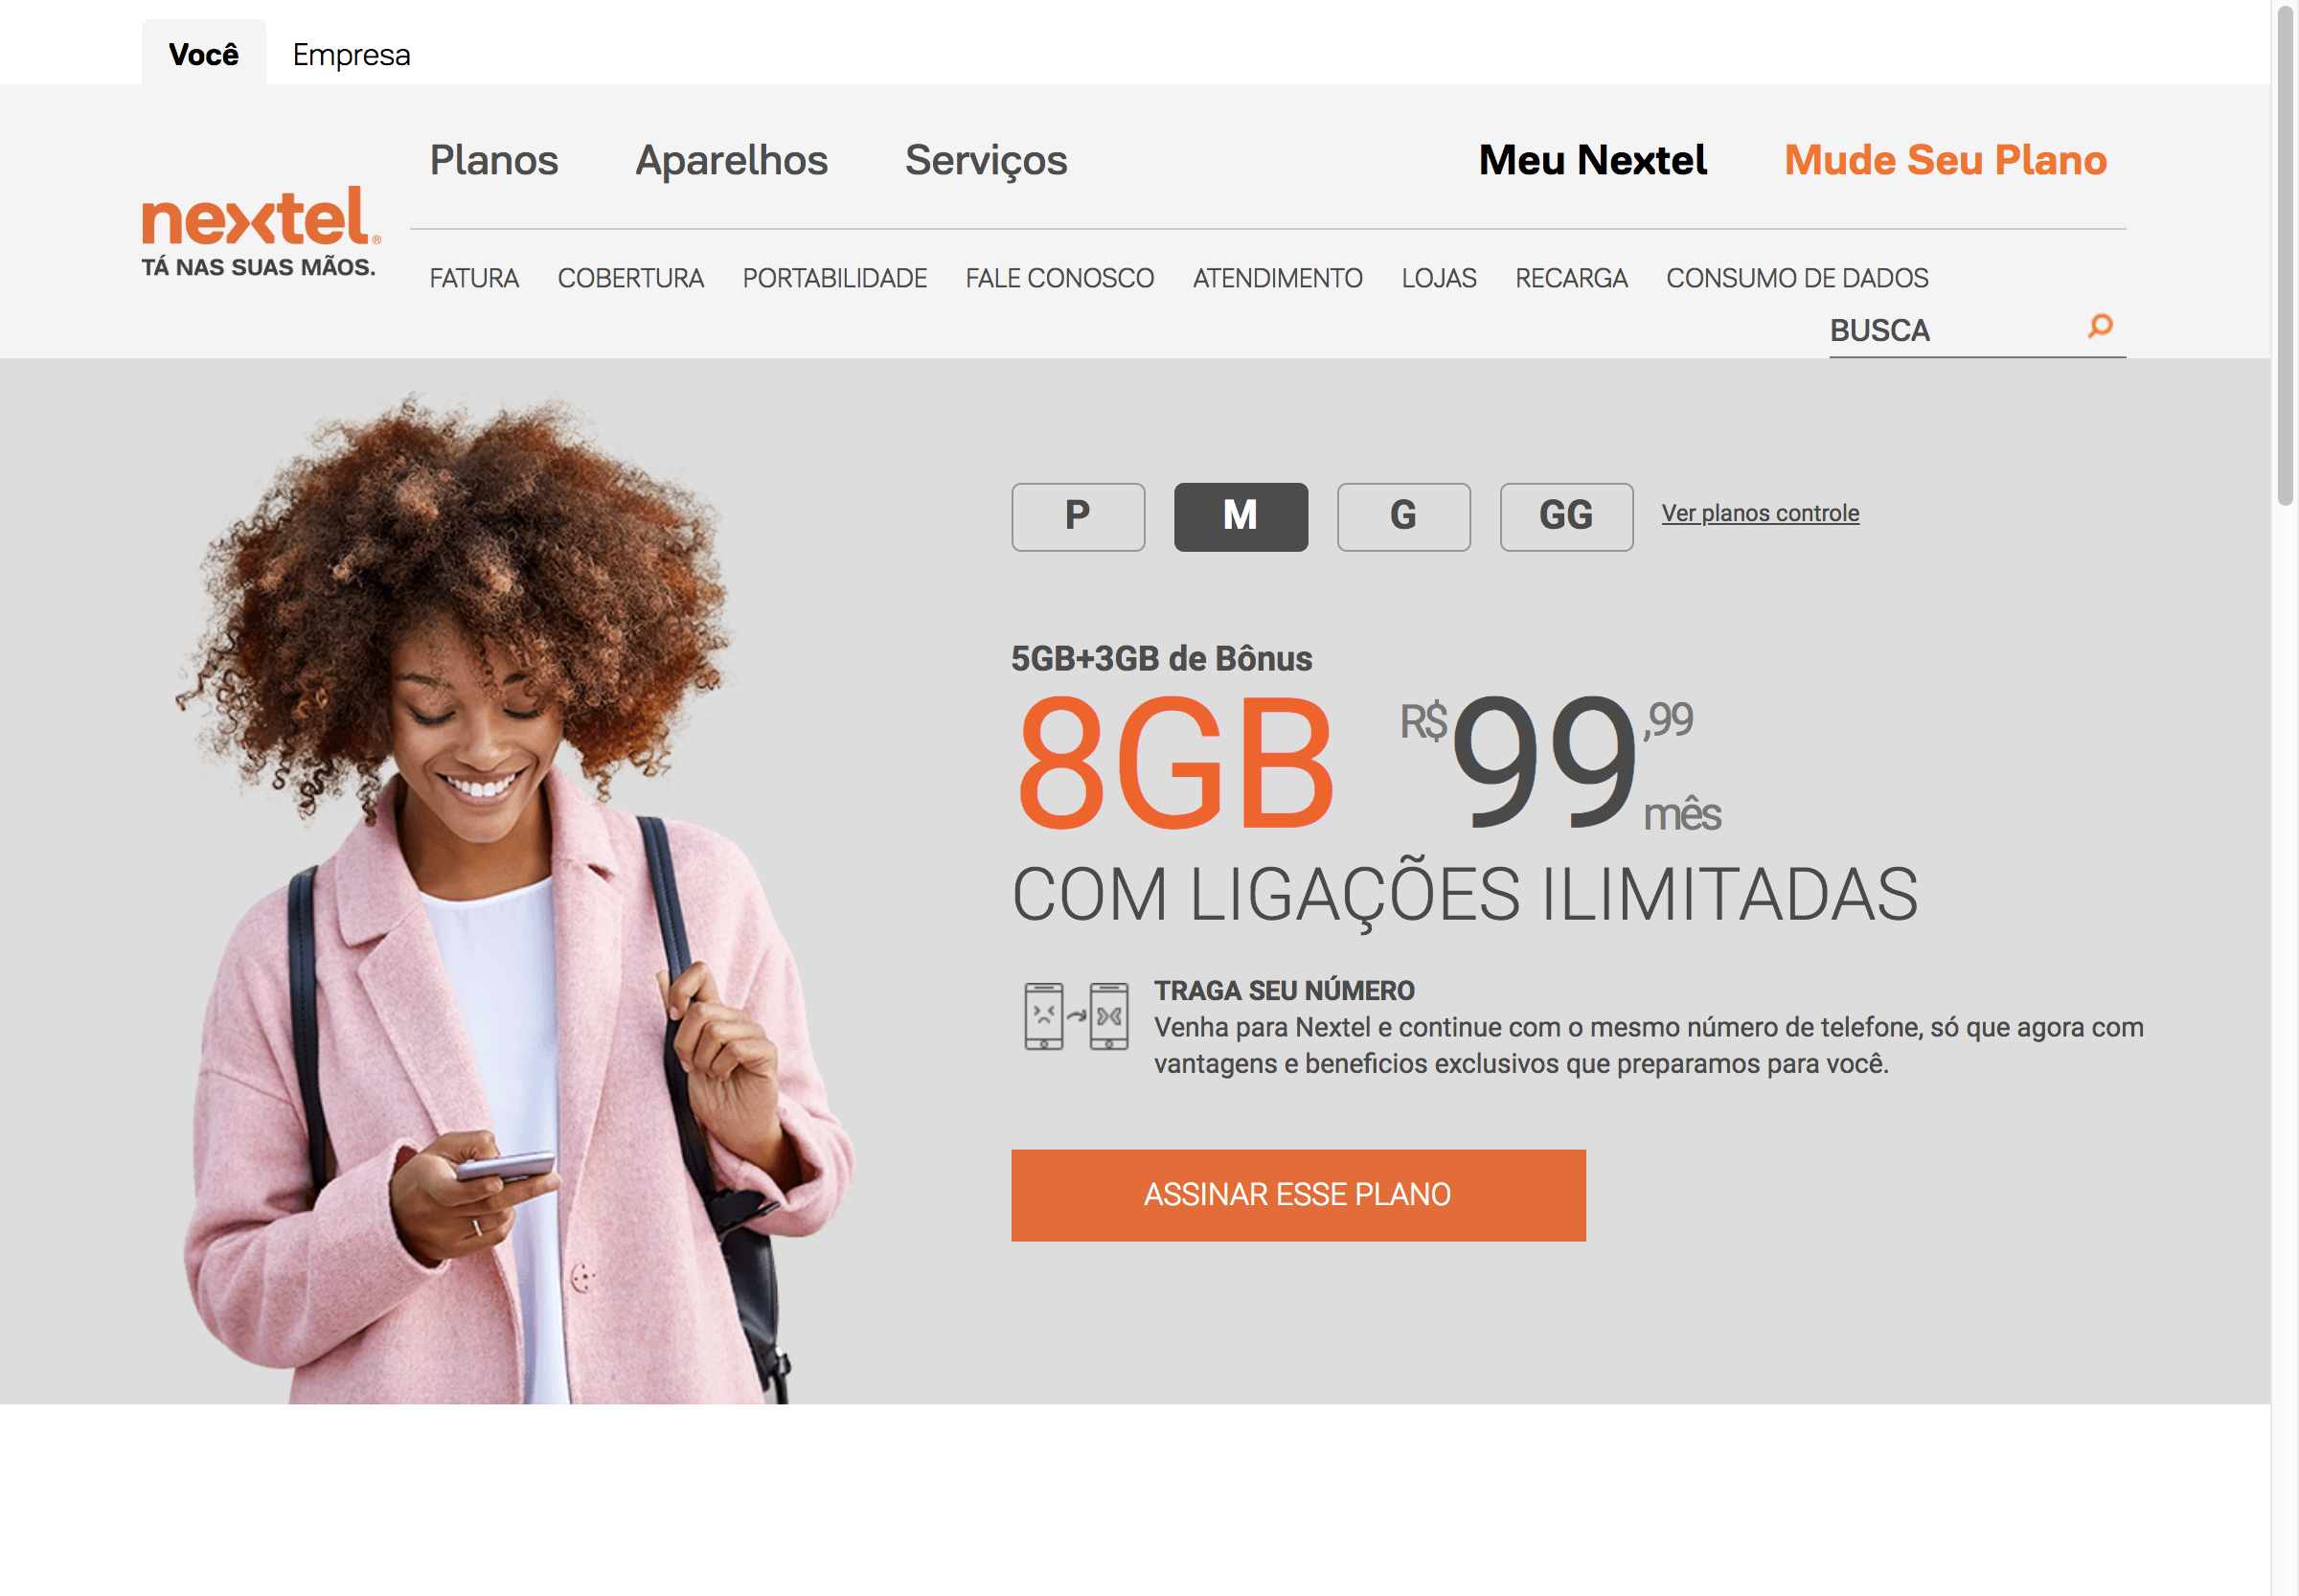 Você Empresa
Planos Aparelhos Serviços Meu Nextel Mude Seu Plano
nextel®
TÁ NAS SUAS MÃOS.
FATURA COBERTURA PORTABILIDADE FALE CONOSCO ATENDIMENTO LOJAS RECARGA CONSUMO DE DADOS
BUSCA
P M G GG Ver planos controle
5GB+3GB de Bônus
8GB R$99,99 mês
COM LIGAÇÕES ILIMITADAS
TRAGA SEU NÚMERO
Venha para Nextel e continue com o mesmo número de telefone, só que agora com
vantagens e beneficios exclusivos que preparamos para você.
ASSINAR ESSE PLANO